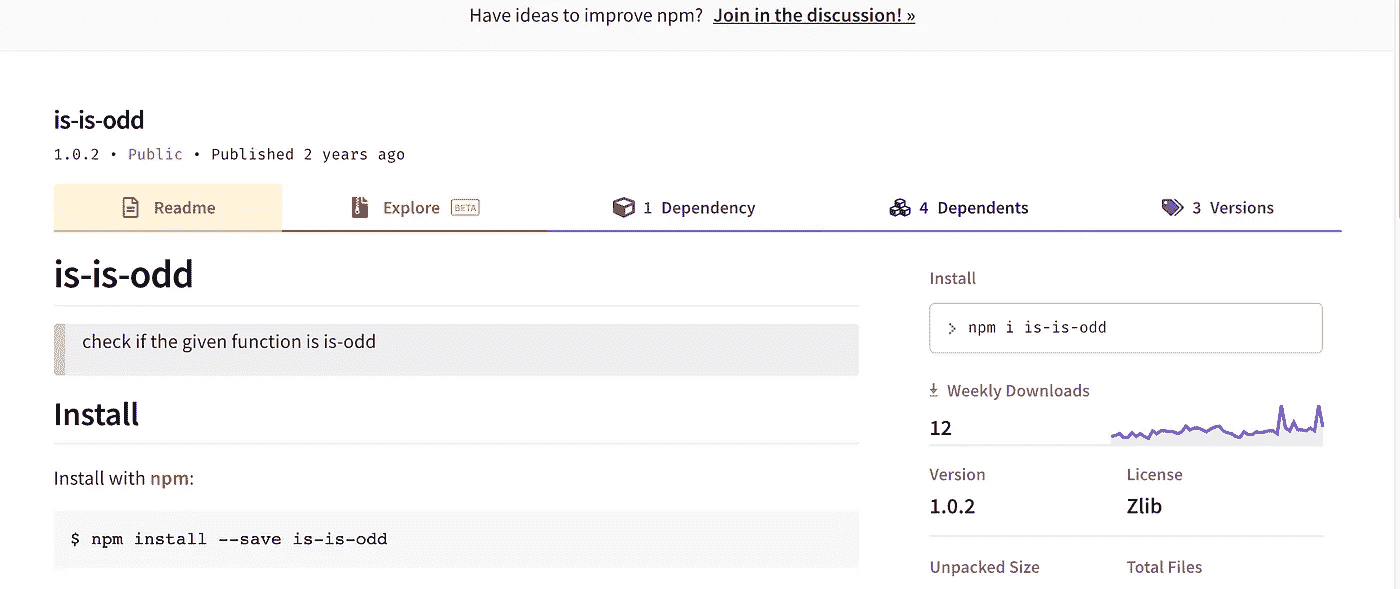 Have ideas to improve npm? Join in the discussion! »
is-is-odd
1.0.2 • Public • Published 2 years ago
Readme
Explore BETA
1 Dependency
4 Dependents
3 Versions
is-is-odd
check if the given function is is-odd
Install
Install with npm:
$ npm install --save is-is-odd
Install
> npm i is-is-odd
Weekly Downloads
12
Version
License
1.0.2
Zlib
Unpacked Size
Total Files